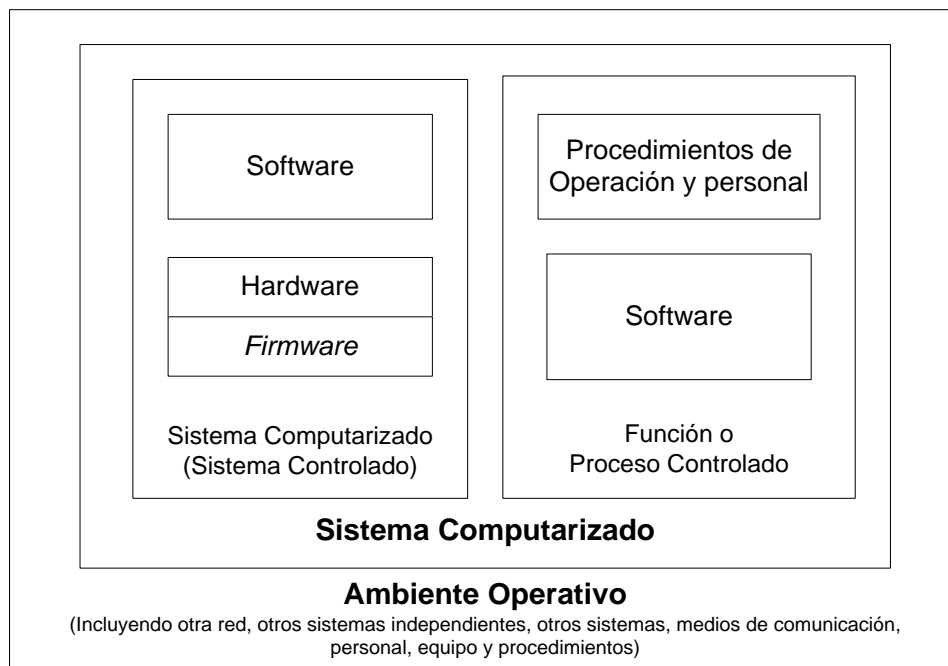 Software
Hardware
Firmware
Sistema Computarizado
(Sistema Controlado)
Procedimientos de
Operación y personal
Software
Función o
Proceso Controlado
Sistema Computarizado
Ambiente Operativo
(Incluyendo otra red, otros sistemas independientes, otros sistemas, medios de comunicación,
personal, equipo y procedimientos)